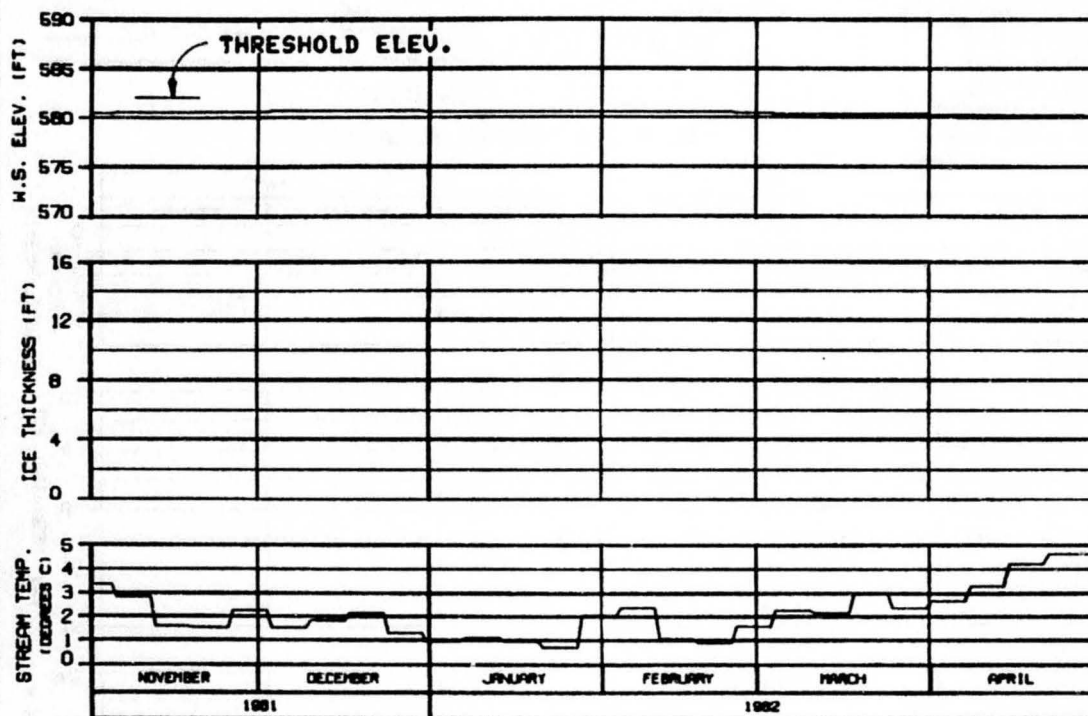 W.S. ELEV. (FT)
590
585
580
575
570
THRESHOLD ELEV.
ICE THICKNESS (FT)
16
12
8
4
0
STREAM TEMP.
(DEGREES C)
5
4
3
2
1
0
NOVEMBER DECEMBER JANUARY FEBRUARY MARCH APRIL
1981 1982